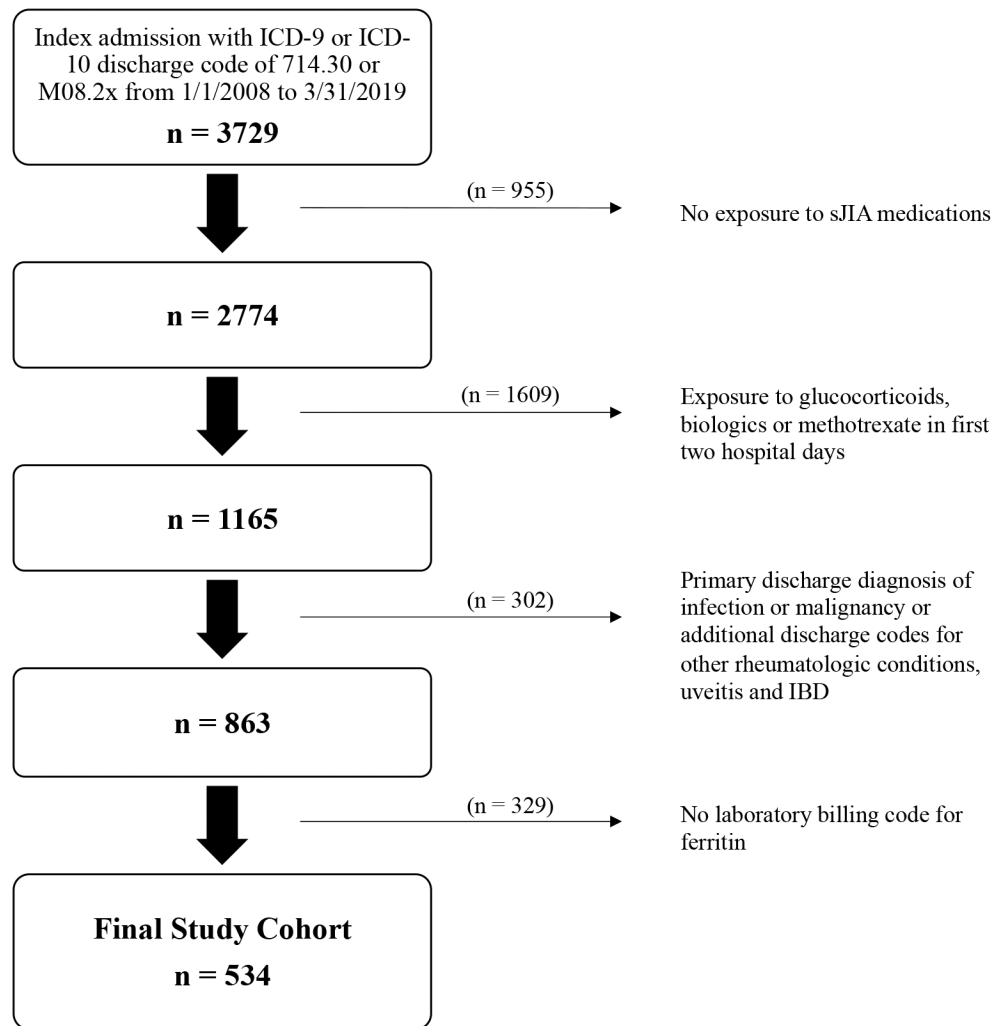 Index admission with ICD-9 or ICD-
10 discharge code of 714.30 or
M08.2x from 1/1/2008 to 3/31/2019
n = 3729
(n = 955)
No exposure to sJIA medications
n = 2774
(n = 1609)
Exposure to glucocorticoids,
biologics or methotrexate in first
two hospital days
n = 1165
(n = 302)
Primary discharge diagnosis of
infection or malignancy or
additional discharge codes for
other rheumatologic conditions,
uveitis and IBD
n = 863
(n = 329)
No laboratory billing code for
ferritin
Final Study Cohort
n = 534